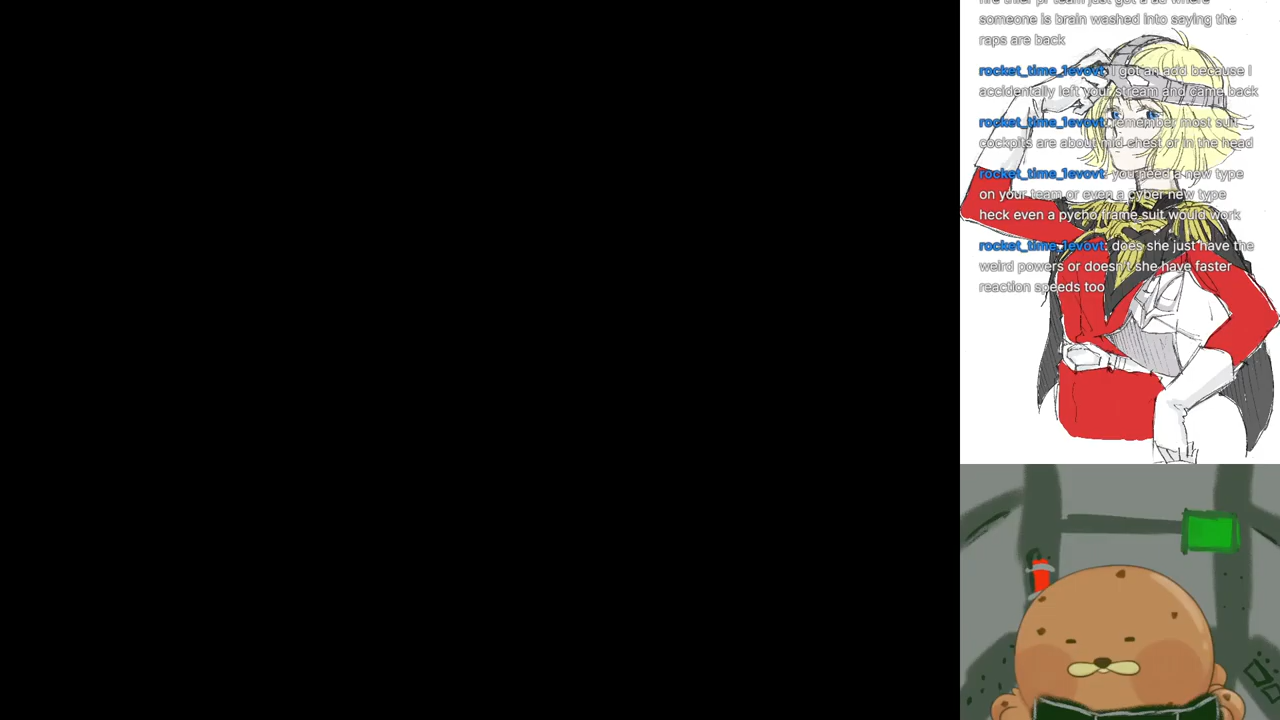 someone is brain washed into saying the
raps are back
rocket_time_1evovt: I got an add because I
accidentally left your stream and came back
rocket_time_1evovt: remember most suit
cockpits are about mid chest or in the head
rocket_time_1evovt: you need a new type
on your team or even a cyber new type
heck even a pycho frame suit would work
rocket_time_1evovt: does she just have the
weird powers or doesn't she have faster
reaction speeds too